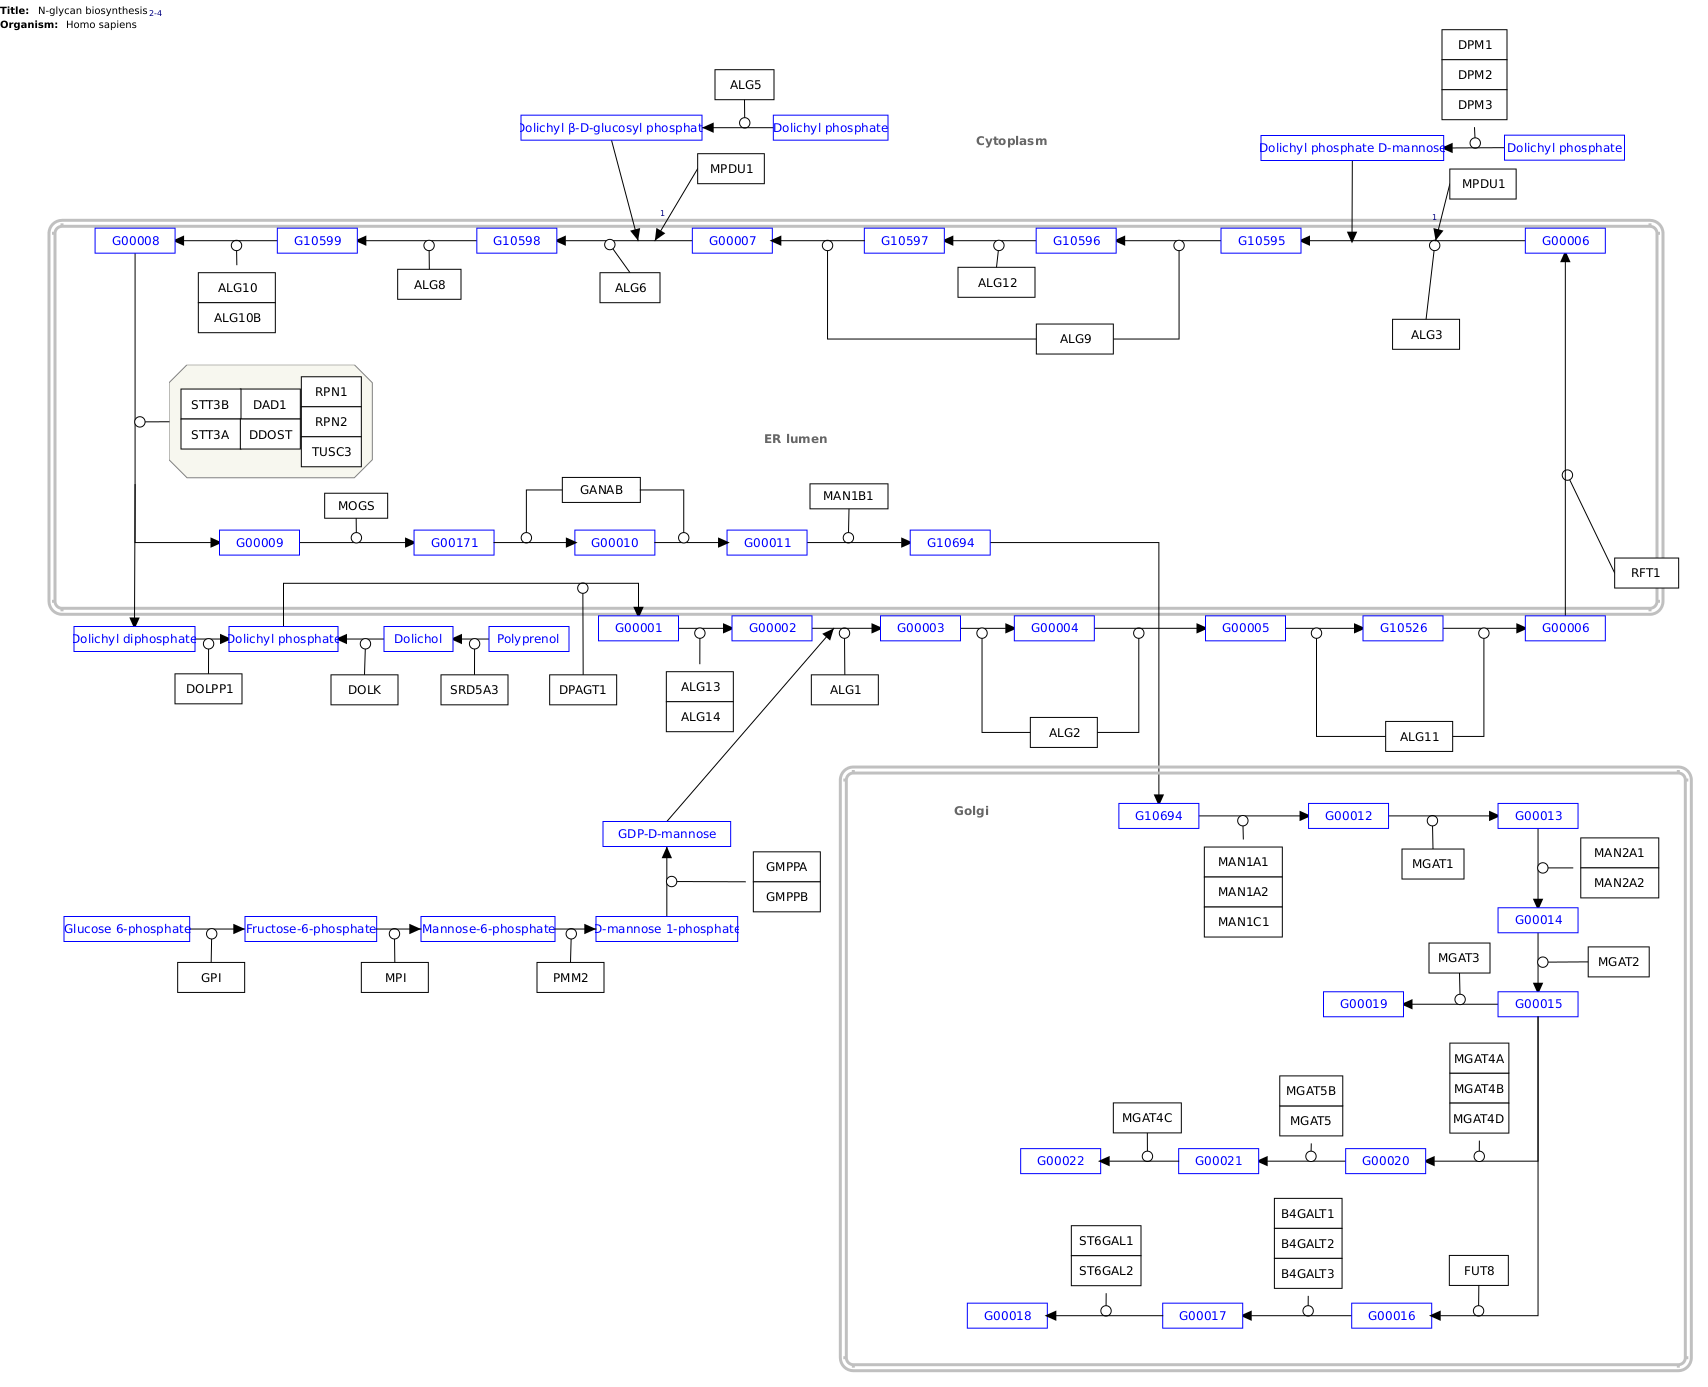 Title: N-glycan biosynthesis 2-4
Organism: Homo sapiens
DPM1
DPM2
DPM3
ALG5
Dolichyl β-D-glucosyl phosphat
Dolichyl phosphate
Cytoplasm
Dolichyl phosphate D-mannose
Dolichyl phosphate
MPDU1
MPDU1
1
1
G00008
G10599
G10598
G00007
G10597
G10596
G10595
G00006
ALG10
ALG10B
ALG8
ALG6
ALG12
ALG9
ALG3
STT3B
DAD1
RPN1
STT3A
DDOST
RPN2
TUSC3
ER lumen
MOGS
GANAB
MAN1B1
G00009
G00171
G00010
G00011
G10694
RFT1
Dolichyl diphosphate
Dolichyl phosphate
Dolichol
Polyprenol
G00001
G00002
G00003
G00004
G00005
G10526
G00006
DOLPP1
DOLK
SRD5A3
DPAGT1
ALG13
ALG14
ALG1
ALG2
ALG11
Golgi
GDP-D-mannose
GMPPA
GMPPB
Glucose 6-phosphate
Fructose-6-phosphate
Mannose-6-phosphate
D-mannose 1-phosphate
GPI
MPI
PMM2
G10694
G00012
G00013
MAN1A1
MAN1A2
MAN1C1
MGAT1
MAN2A1
MAN2A2
G00014
MGAT3
MGAT2
G00019
G00015
MGAT4A
MGAT4B
MGAT4D
MGAT5B
MGAT5
MGAT4C
G00022
G00021
G00020
B4GALT1
B4GALT2
B4GALT3
ST6GAL1
ST6GAL2
FUT8
G00018
G00017
G00016